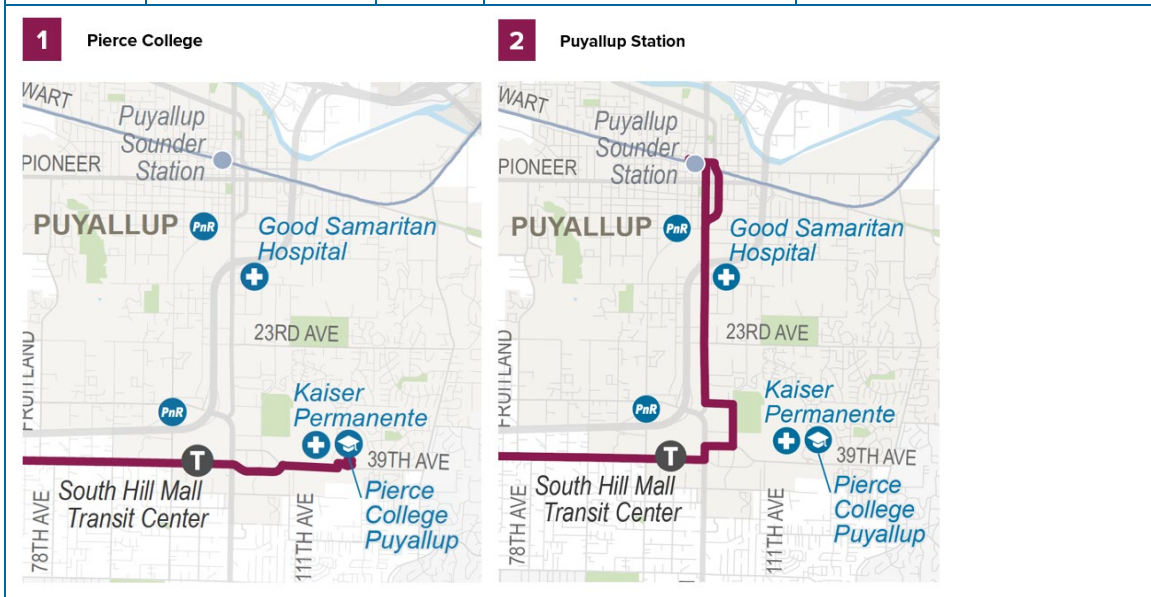 1 Pierce College
WART
Puyallup
Sounder
Station
PIONEER
PUYALLUP PnR
Good Samaritan
Hospital
23RD AVE
FRUITLAND
Kaiser
Permanente
PnR
T
39TH AVE
South Hill Mall
Transit Center
Pierce
College
Puyallup
78TH AVE
111TH AVE
2 Puyallup Station
WART
Puyallup
Sounder
Station
PIONEER
PUYALLUP PnR
Good Samaritan
Hospital
23RD AVE
FRUITLAND
Kaiser
Permanente
PnR
T
39TH AVE
South Hill Mall
Transit Center
Pierce
College
Puyallup
78TH AVE
111TH AVE